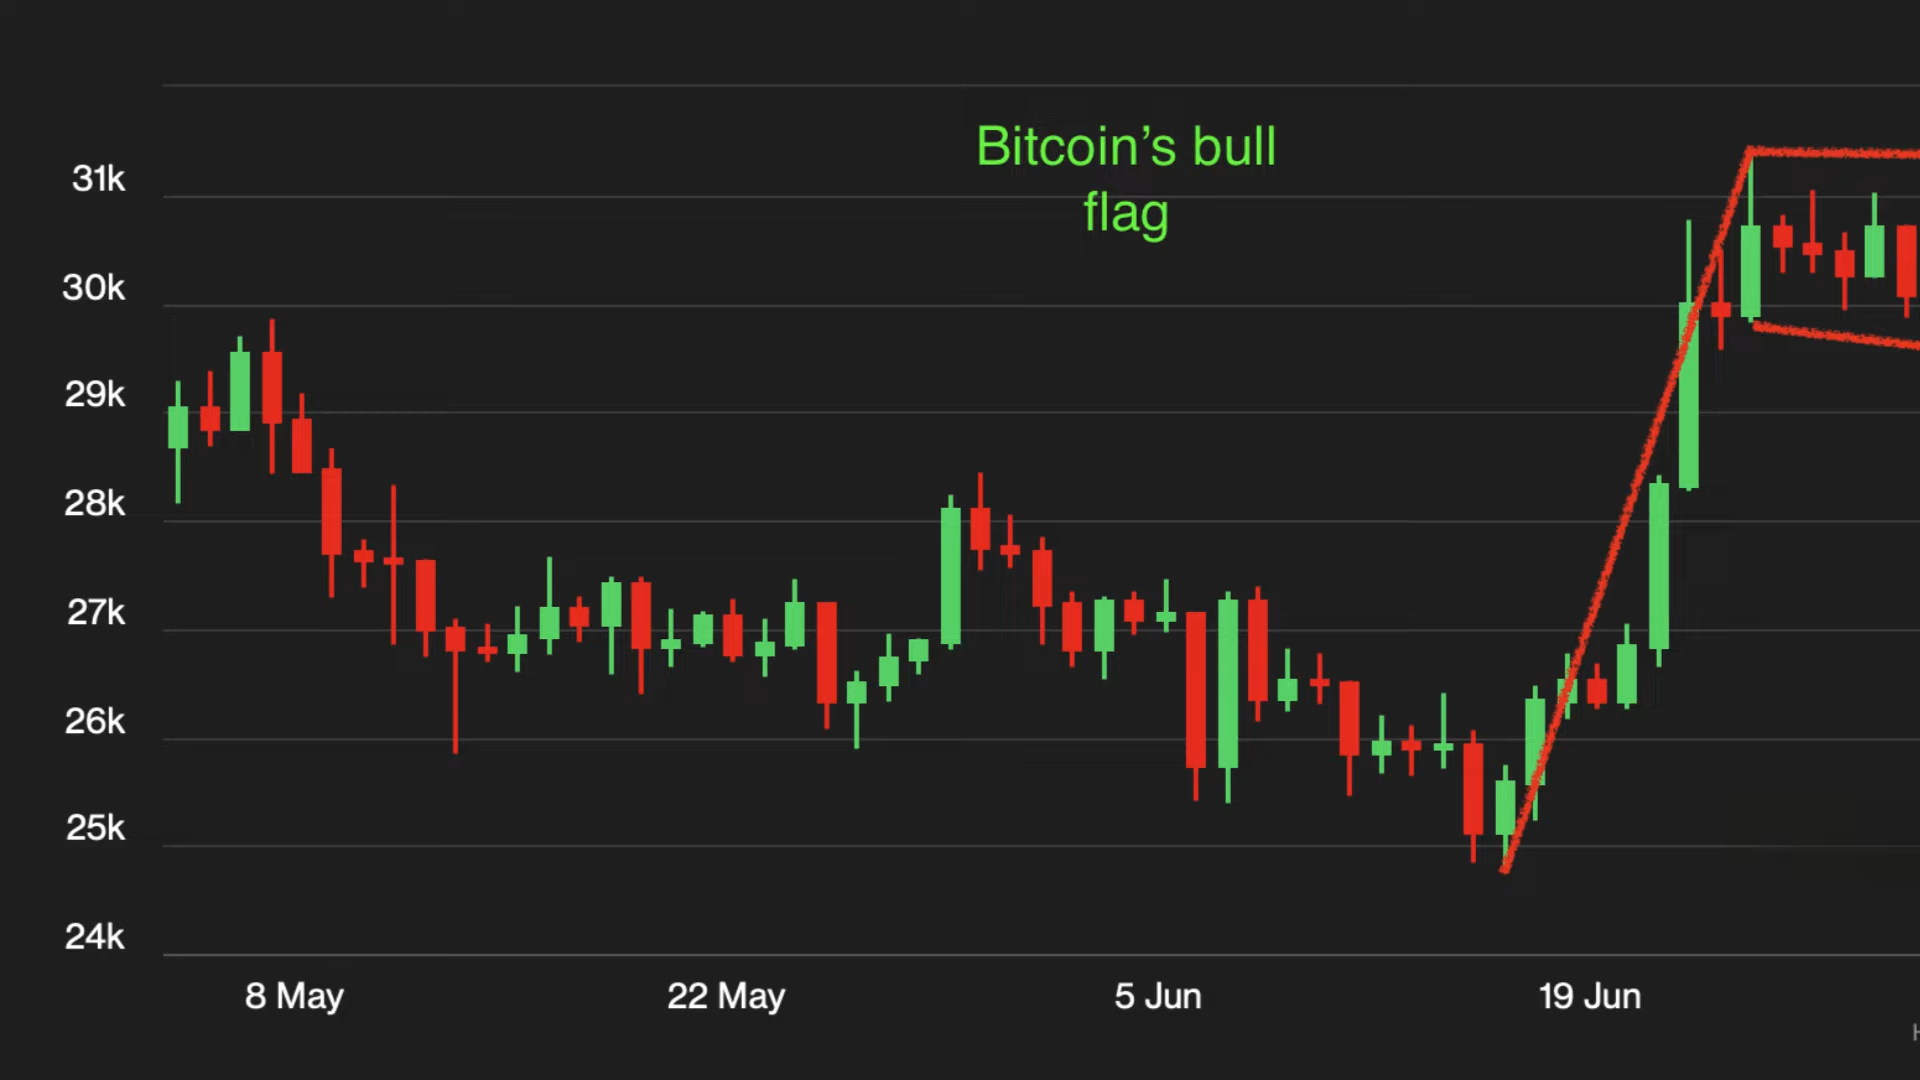 Bitcoin’s bull
flag
31k
30k
29k
28k
27k
26k
25k
24k
8 May 22 May 5 Jun 19 Jun